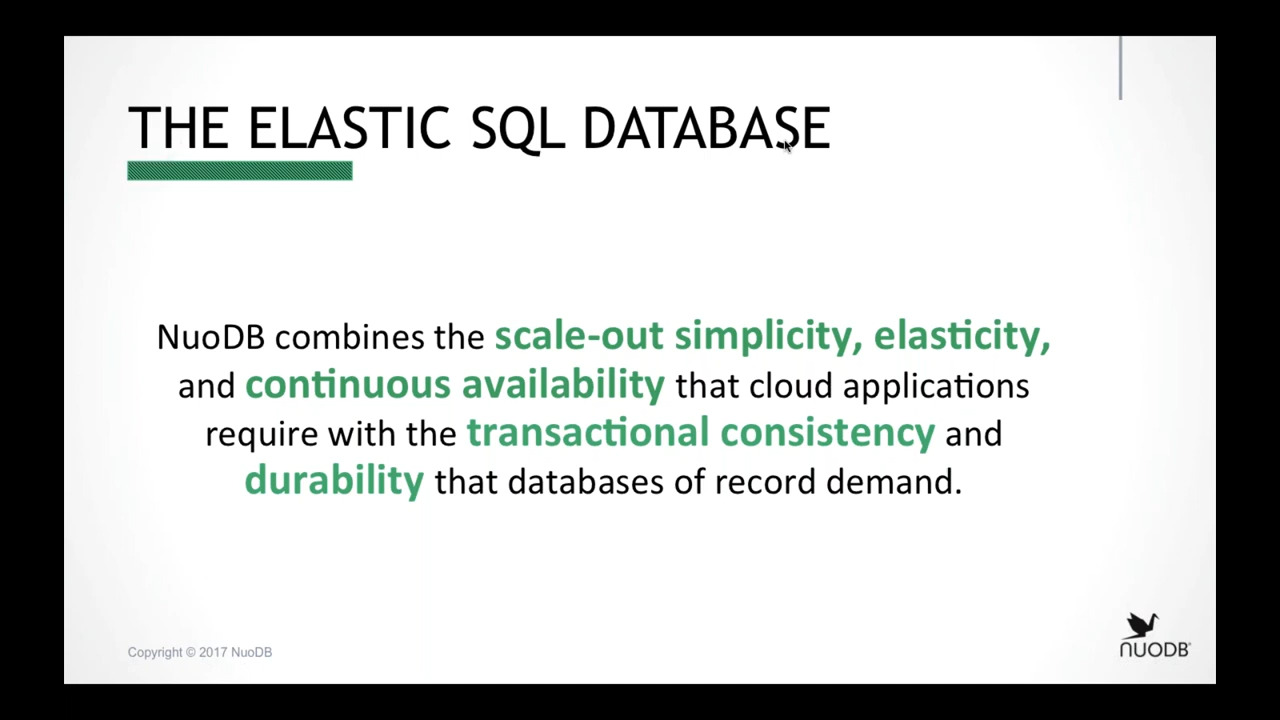 THE ELASTIC SQL DATABASE
NuoDB combines the scale-out simplicity, elasticity,
and continuous availability that cloud applications
require with the transactional consistency and
durability that databases of record demand.
Copyright © 2017 NuoDB
NUODB®